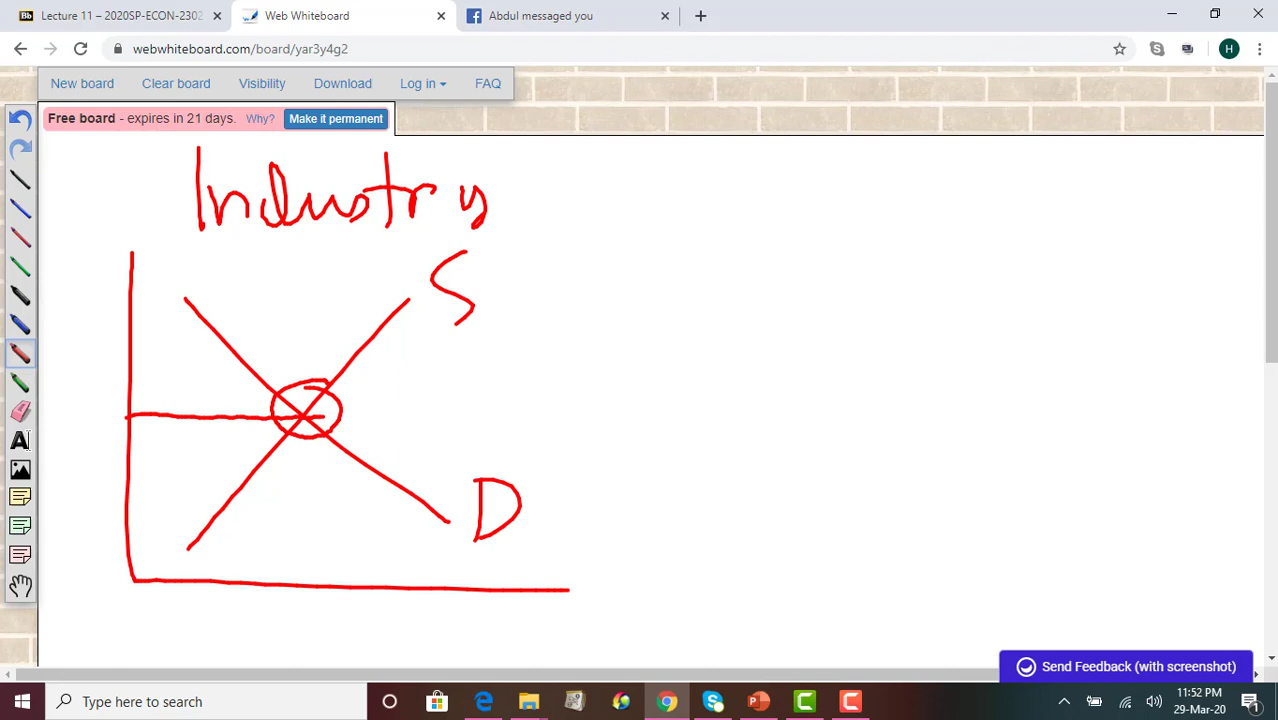 Lecture 11 – 2020SP-ECON-2302
Web Whiteboard
Abdul messaged you
webwhiteboard.com/board/yar3y4g2
H
New board
Clear board
Visibility
Download
Log in
FAQ
Free board - expires in 21 days.
Why?
Make it permanent
Industry
S
D
A
Send Feedback (with screenshot)
Type here to search
11:52 PM
29-Mar-20
1